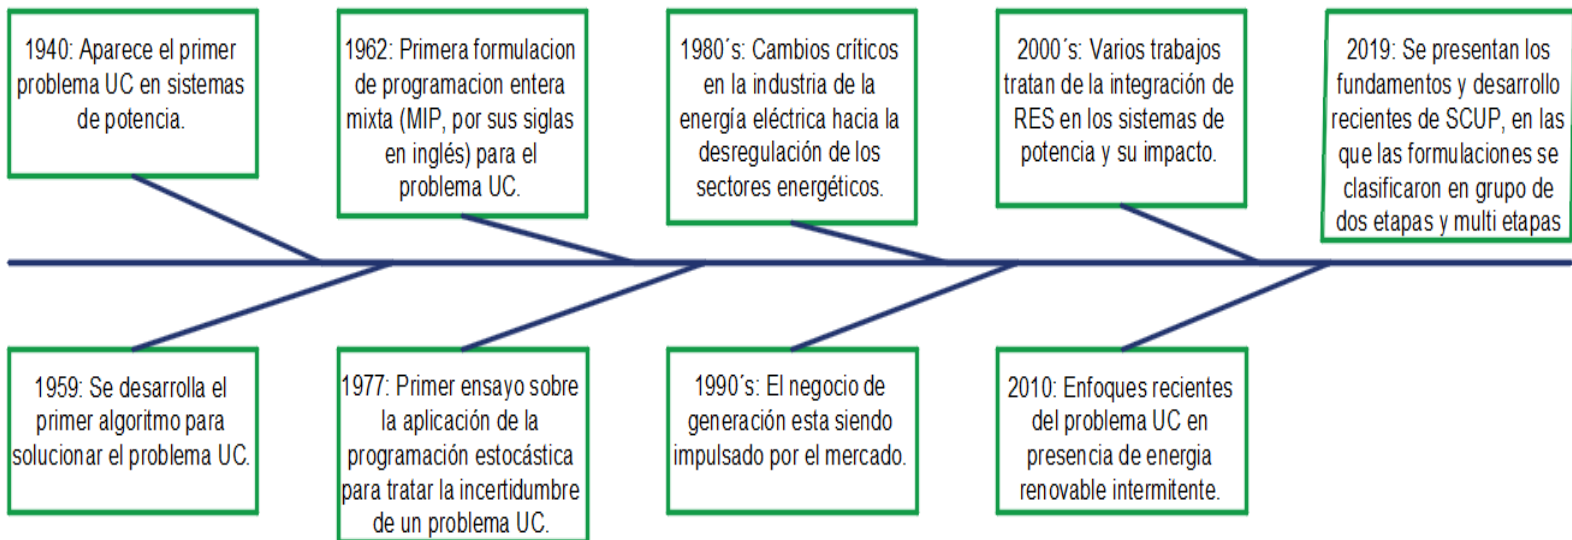 1940: Aparece el primer
problema UC en sistemas
de potencia.
1962: Primera formulacion
de programacion entera
mixta (MIP, por sus siglas
en inglés) para el
problema UC.
1980´s: Cambios críticos
en la industria de la
energía eléctrica hacia la
desregulación de los
sectores energéticos.
2000´s: Varios trabajos
tratan de la integración de
RES en los sistemas de
potencia y su impacto.
2019: Se presentan los
fundamentos y desarrollo
recientes de SCUP, en las
que las formulaciones se
clasificaron en grupo de
dos etapas y multi etapas
1959: Se desarrolla el
primer algoritmo para
solucionar el problema UC.
1977: Primer ensayo sobre
la aplicación de la
programación estocástica
para tratar la incertidumbre
de un problema UC.
1990´s: El negocio de
generación esta siendo
impulsado por el mercado.
2010: Enfoques recientes
del problema UC en
presencia de energia
renovable intermitente.